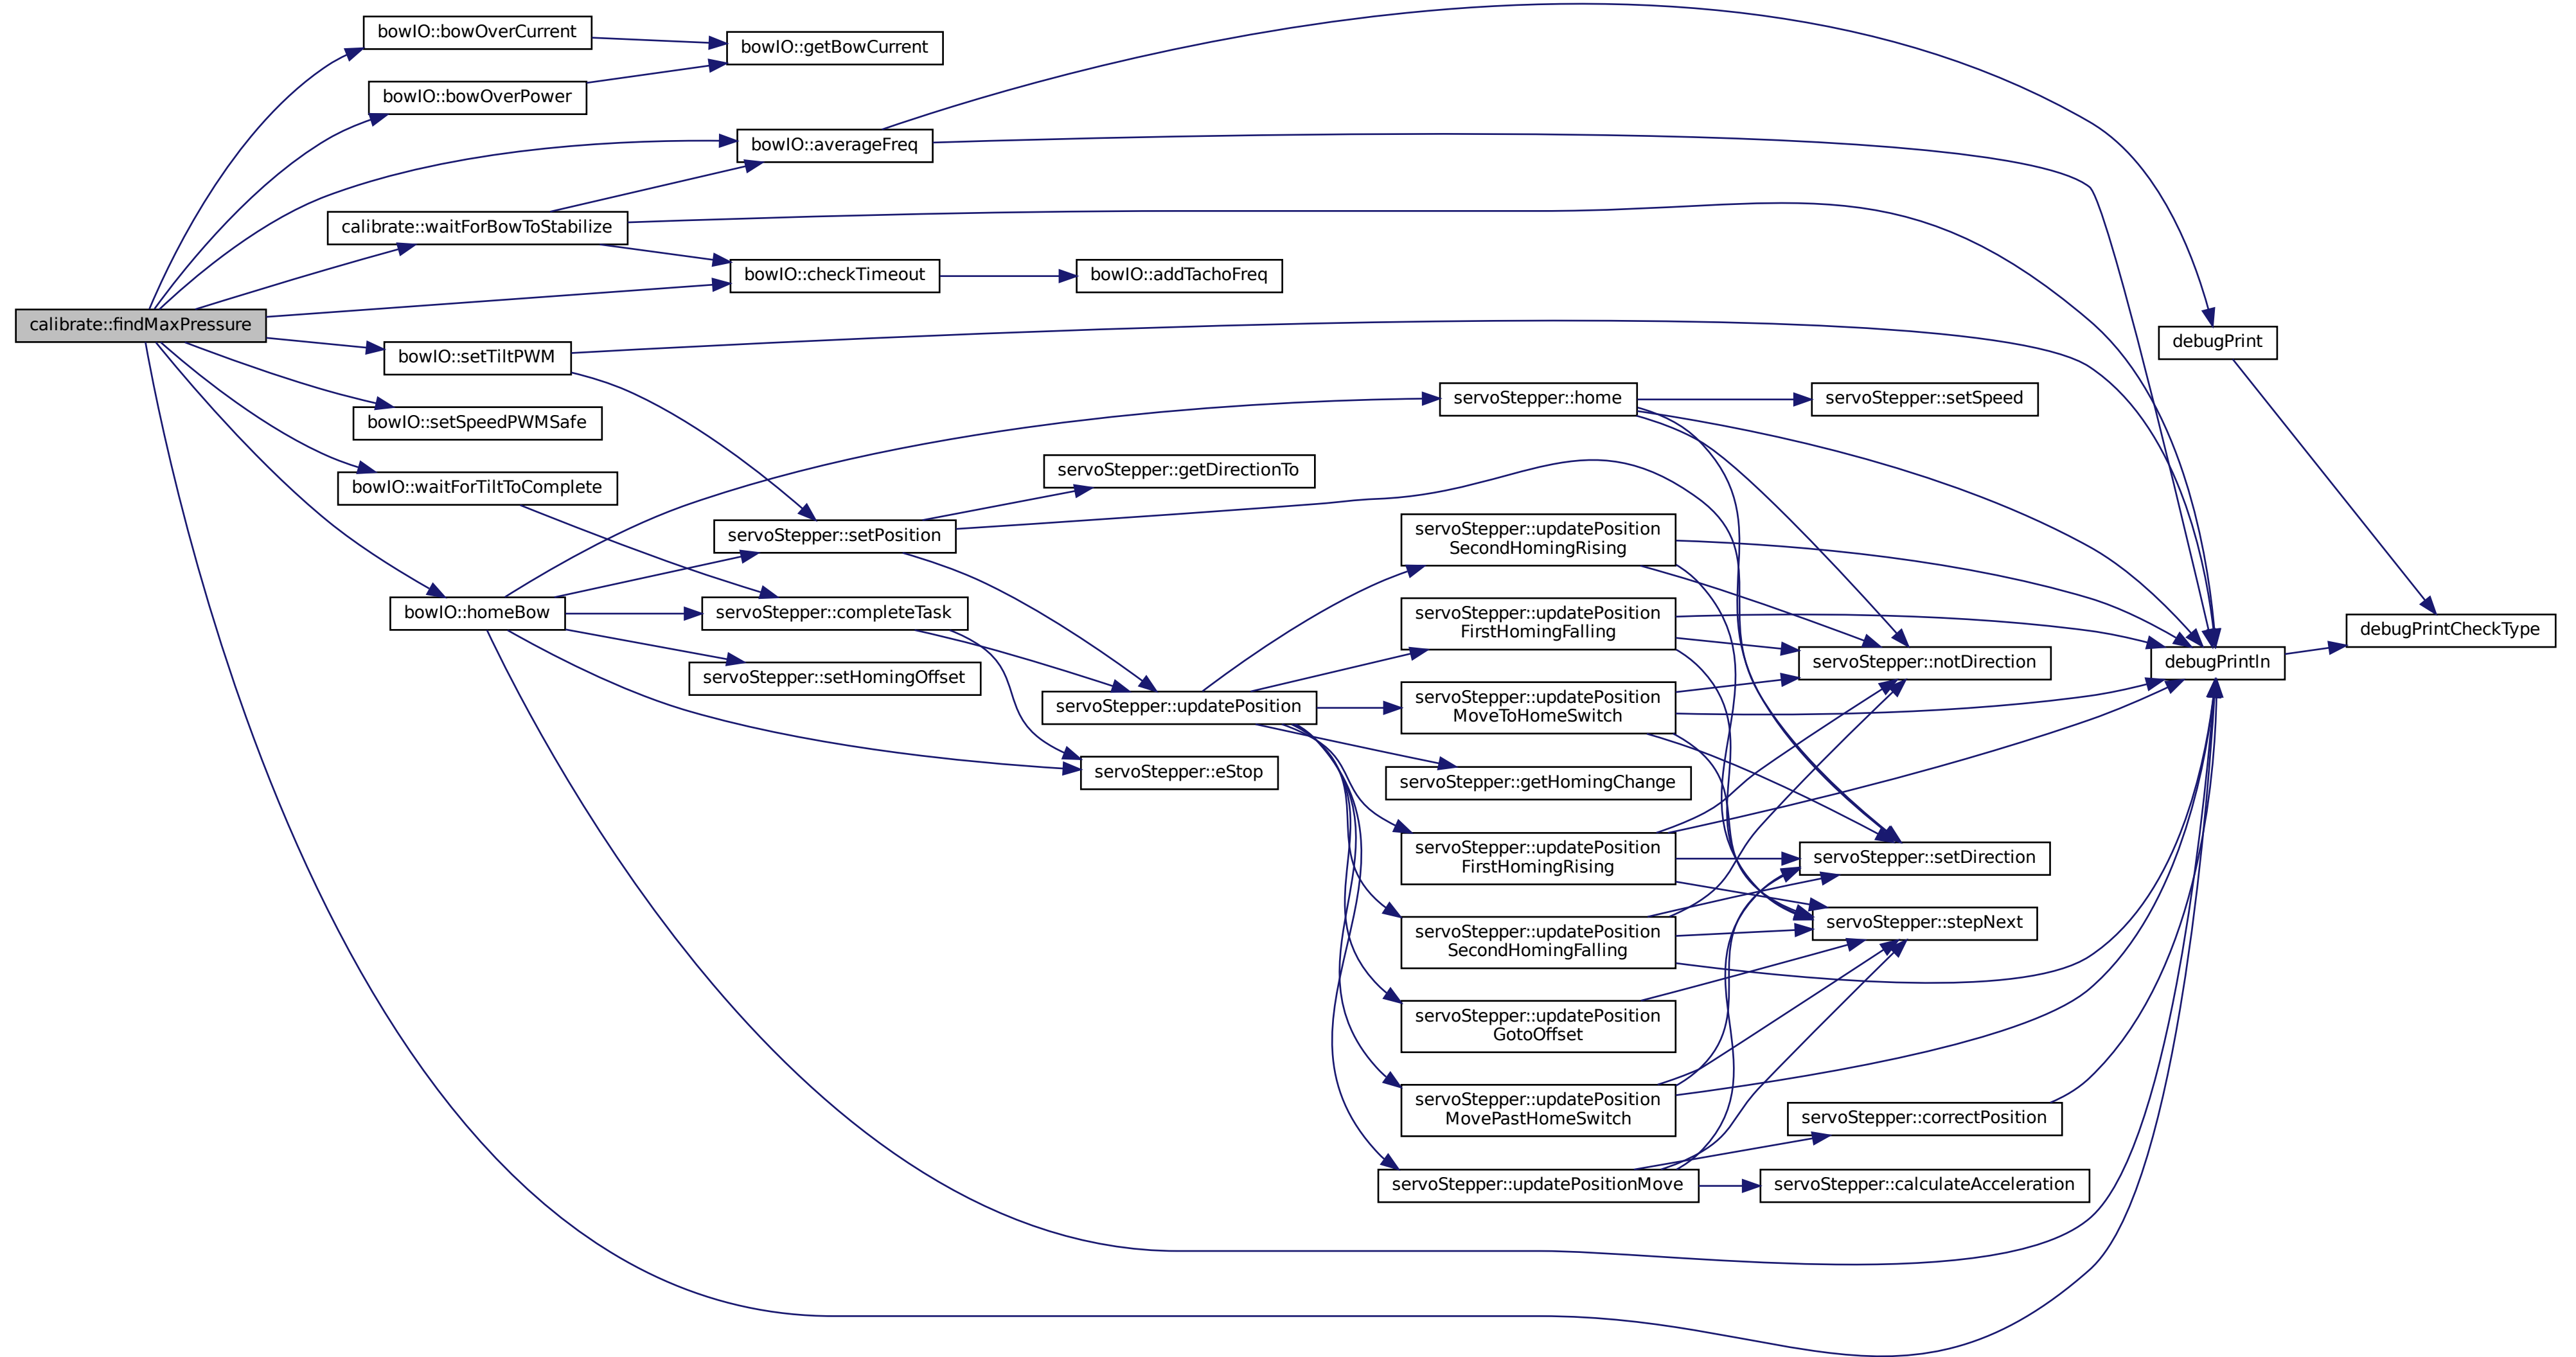 bowIO::bowOverCurrent
bowIO::getBowCurrent
bowIO::bowOverPower
bowIO::averageFreq
calibrate::waitForBowToStabilize
bowIO::checkTimeout
bowIO::addTachoFreq
calibrate::findMaxPressure
debugPrint
bowIO::setTiltPWM
servoStepper::home
servoStepper::setSpeed
bowIO::setSpeedPWMSafe
servoStepper::getDirectionTo
bowIO::waitForTiltToComplete
servoStepper::setPosition
servoStepper::updatePosition
SecondHomingRising
bowIO::homeBow
servoStepper::completeTask
servoStepper::updatePosition
FirstHomingFalling
debugPrintCheckType
servoStepper::setHomingOffset
servoStepper::notDirection
debugPrintln
servoStepper::updatePosition
servoStepper::updatePosition
MoveToHomeSwitch
servoStepper::eStop
servoStepper::getHomingChange
servoStepper::updatePosition
FirstHomingRising
servoStepper::setDirection
servoStepper::updatePosition
SecondHomingFalling
servoStepper::stepNext
servoStepper::updatePosition
GotoOffset
servoStepper::updatePosition
MovePastHomeSwitch
servoStepper::correctPosition
servoStepper::updatePositionMove
servoStepper::calculateAcceleration